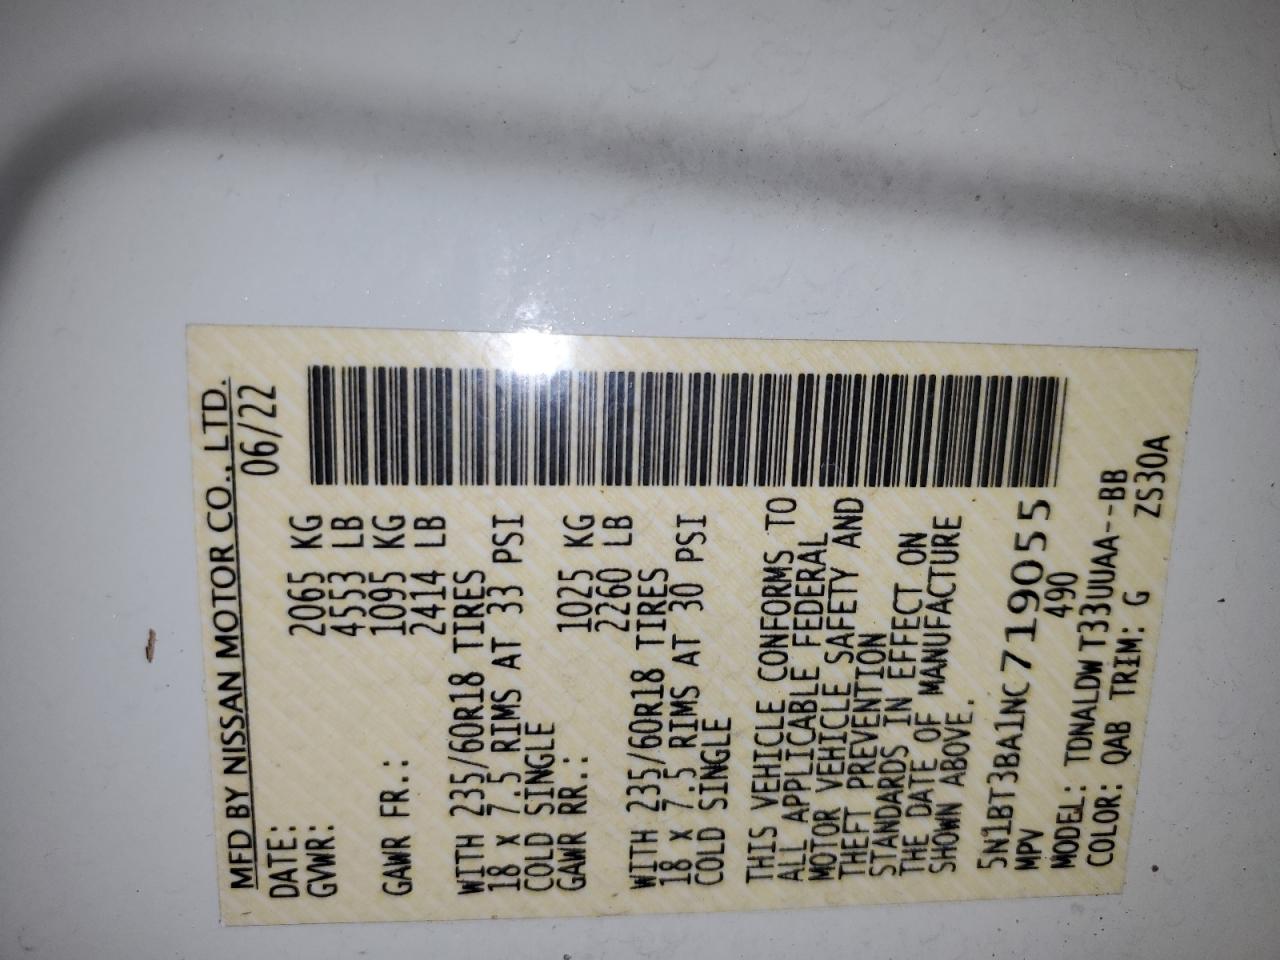 MFD BY NISSAN MOTOR CO., LTD.
DATE: 06/22
GVWR: 2065 KG
4553 LB
GAWR FR.: 1095 KG
2414 LB
WITH 235/60R18 TIRES
18 X 7.5 RIMS AT 33 PSI
COLD SINGLE
GAWR RR.: 1025 KG
2260 LB
WITH 235/60R18 TIRES
18 X 7.5 RIMS AT 30 PSI
COLD SINGLE
THIS VEHICLE CONFORMS TO
ALL APPLICABLE FEDERAL
MOTOR VEHICLE SAFETY AND
THEFT PREVENTION
STANDARDS IN EFFECT ON
THE DATE OF MANUFACTURE
SHOWN ABOVE.
5N1BT3BA1NC719055
MPV 490
MODEL: TDNALDW T33UUAA--BB
COLOR: QAB TRIM: G ZS30A